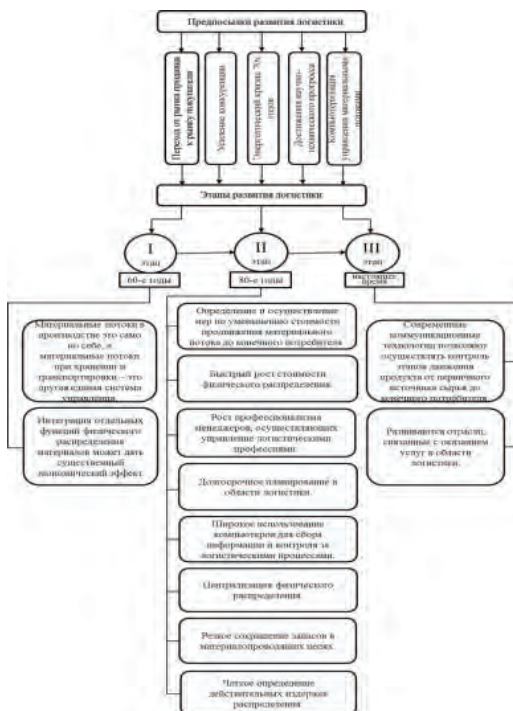 Предпосылки развития логистики
Переход от рынка продавца
к рынку покупателя
Усиление конкуренции
Энергетический кризис 70х
годов
Достижения научно-
технического прогресса
Компьютеризация
управления материальными
потоками
Этапы развития логистики
I
этап
II
этап
III
этап
60-е годы
80-е годы
настоящее
время
Материальные потоки в
производстве это само
по себе, а
материальные потоки
при хранении и
транспортировки – это
другая единая система
управления.
Интеграция отдельных
функций физического
распределения
материалов может дать
существенный
экономический эффект.
Определение и осуществление
мер по уменьшению стоимости
продвижения материального
потока до конечного потребителя
Быстрый рост стоимости
физического распределения.
Рост профессионализма
менеджеров, осуществляющих
управление логистическими
профессиями.
Долгосрочное планирование в
области логистики.
Широкое использование
компьютеров для сбора
информации и контроля за
логистическими процессами.
Централизация физического
распределения.
Резкое сокращение запасов в
материалопроводящих цепях.
Четкое определение
действительных издержек
распределения
Современные
коммуникационные
технологии позволяют
осуществлять контроль
этапов движения
продукта от первичного
источника сырья до
конечного потребителя.
Развиваются отрасли,
связанные с оказанием
услуг в области
логистики.